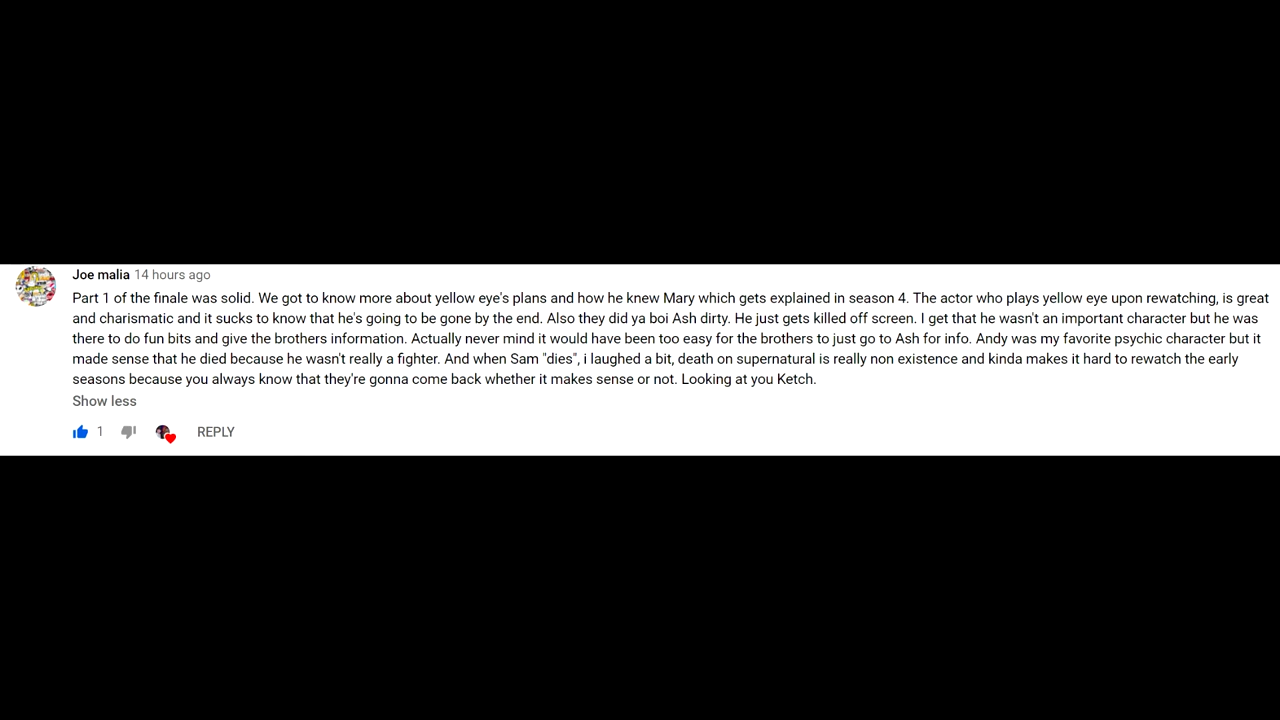 Joe malia 14 hours ago
Part 1 of the finale was solid. We got to know more about yellow eye's plans and how he knew Mary which gets explained in season 4. The actor who plays yellow eye upon rewatching, is great
and charismatic and it sucks to know that he's going to be gone by the end. Also they did ya boi Ash dirty. He just gets killed off screen. I get that he wasn't an important character but he was
there to do fun bits and give the brothers information. Actually never mind it would have been too easy for the brothers to just go to Ash for info. Andy was my favorite psychic character but it
made sense that he died because he wasn't really a fighter. And when Sam "dies", i laughed a bit, death on supernatural is really non existence and kinda makes it hard to rewatch the early
seasons because you always know that they're gonna come back whether it makes sense or not. Looking at you Ketch.
Show less
1 REPLY